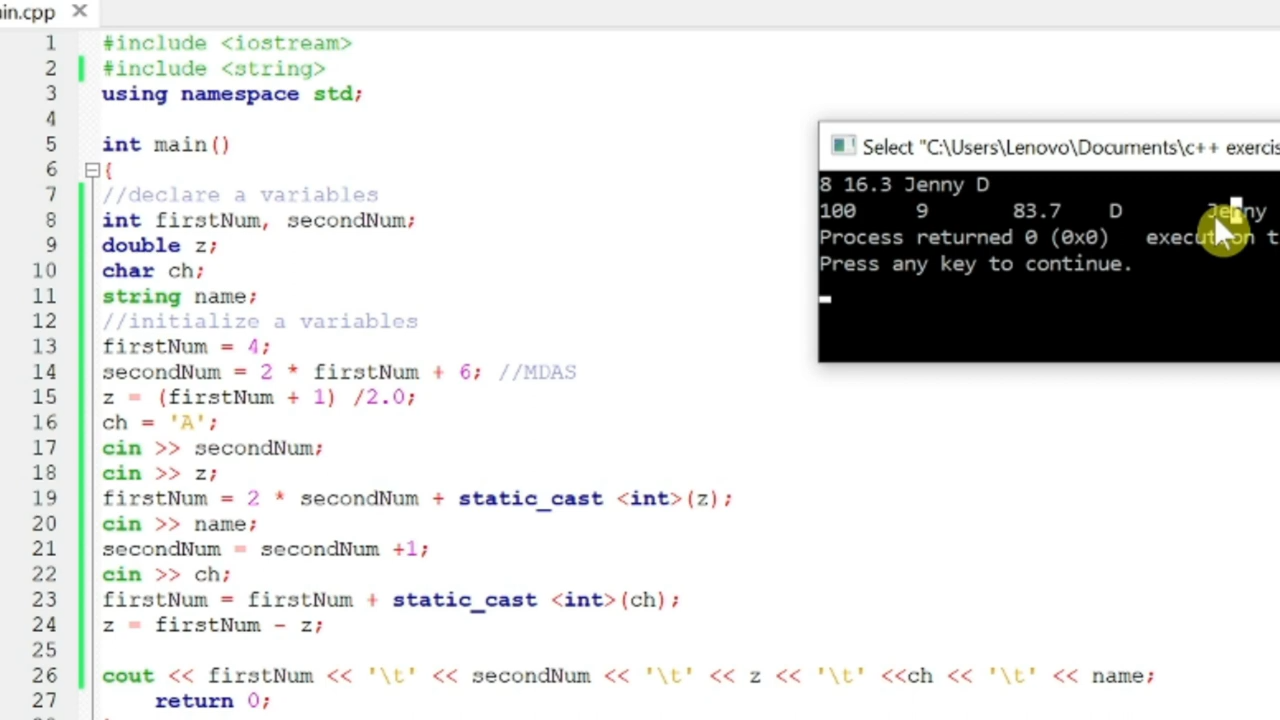 in.cpp
1 #include <iostream>
2 #include <string>
3 using namespace std;
4
5 int main()
6 {
7 //declare a variables
8 int firstNum, secondNum;
9 double z;
10 char ch;
11 string name;
12 //initialize a variables
13 firstNum = 4;
14 secondNum = 2 * firstNum + 6; //MDAS
15 z = (firstNum + 1) /2.0;
16 ch = 'A';
17 cin >> secondNum;
18 cin >> z;
19 firstNum = 2 * secondNum + static_cast <int>(z);
20 cin >> name;
21 secondNum = secondNum +1;
22 cin >> ch;
23 firstNum = firstNum + static_cast <int>(ch);
24 z = firstNum - z;
25
26 cout << firstNum << '\t' << secondNum << '\t' << z << '\t' <<ch << '\t' << name;
27 return 0;
Select "C:\Users\Lenovo\Documents\c++ exercis
8 16.3 Jenny D
100 9 83.7 D Jenny
Process returned 0 (0x0) execution t
Press any key to continue.